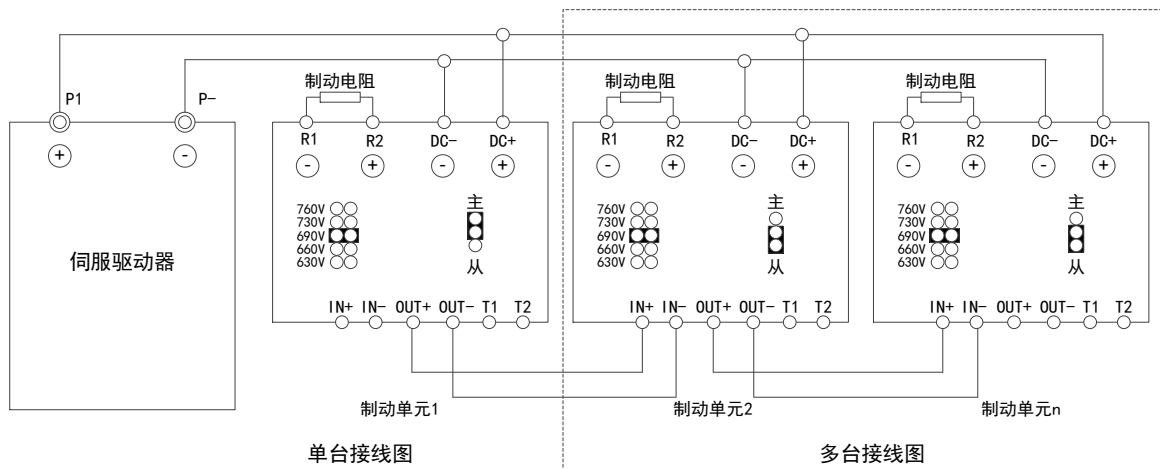 P1
P-
+
-
伺服驱动器
制动电阻
R1 R2 DC- DC+
- + - +
760V
730V
690V
660V
630V
主
从
IN+ IN- OUT+ OUT- T1 T2
制动单元1
单台接线图
制动电阻
R1 R2 DC- DC+
- + - +
760V
730V
690V
660V
630V
主
从
IN+ IN- OUT+ OUT- T1 T2
制动单元2
制动电阻
R1 R2 DC- DC+
- + - +
760V
730V
690V
660V
630V
主
从
IN+ IN- OUT+ OUT- T1 T2
制动单元n
多台接线图